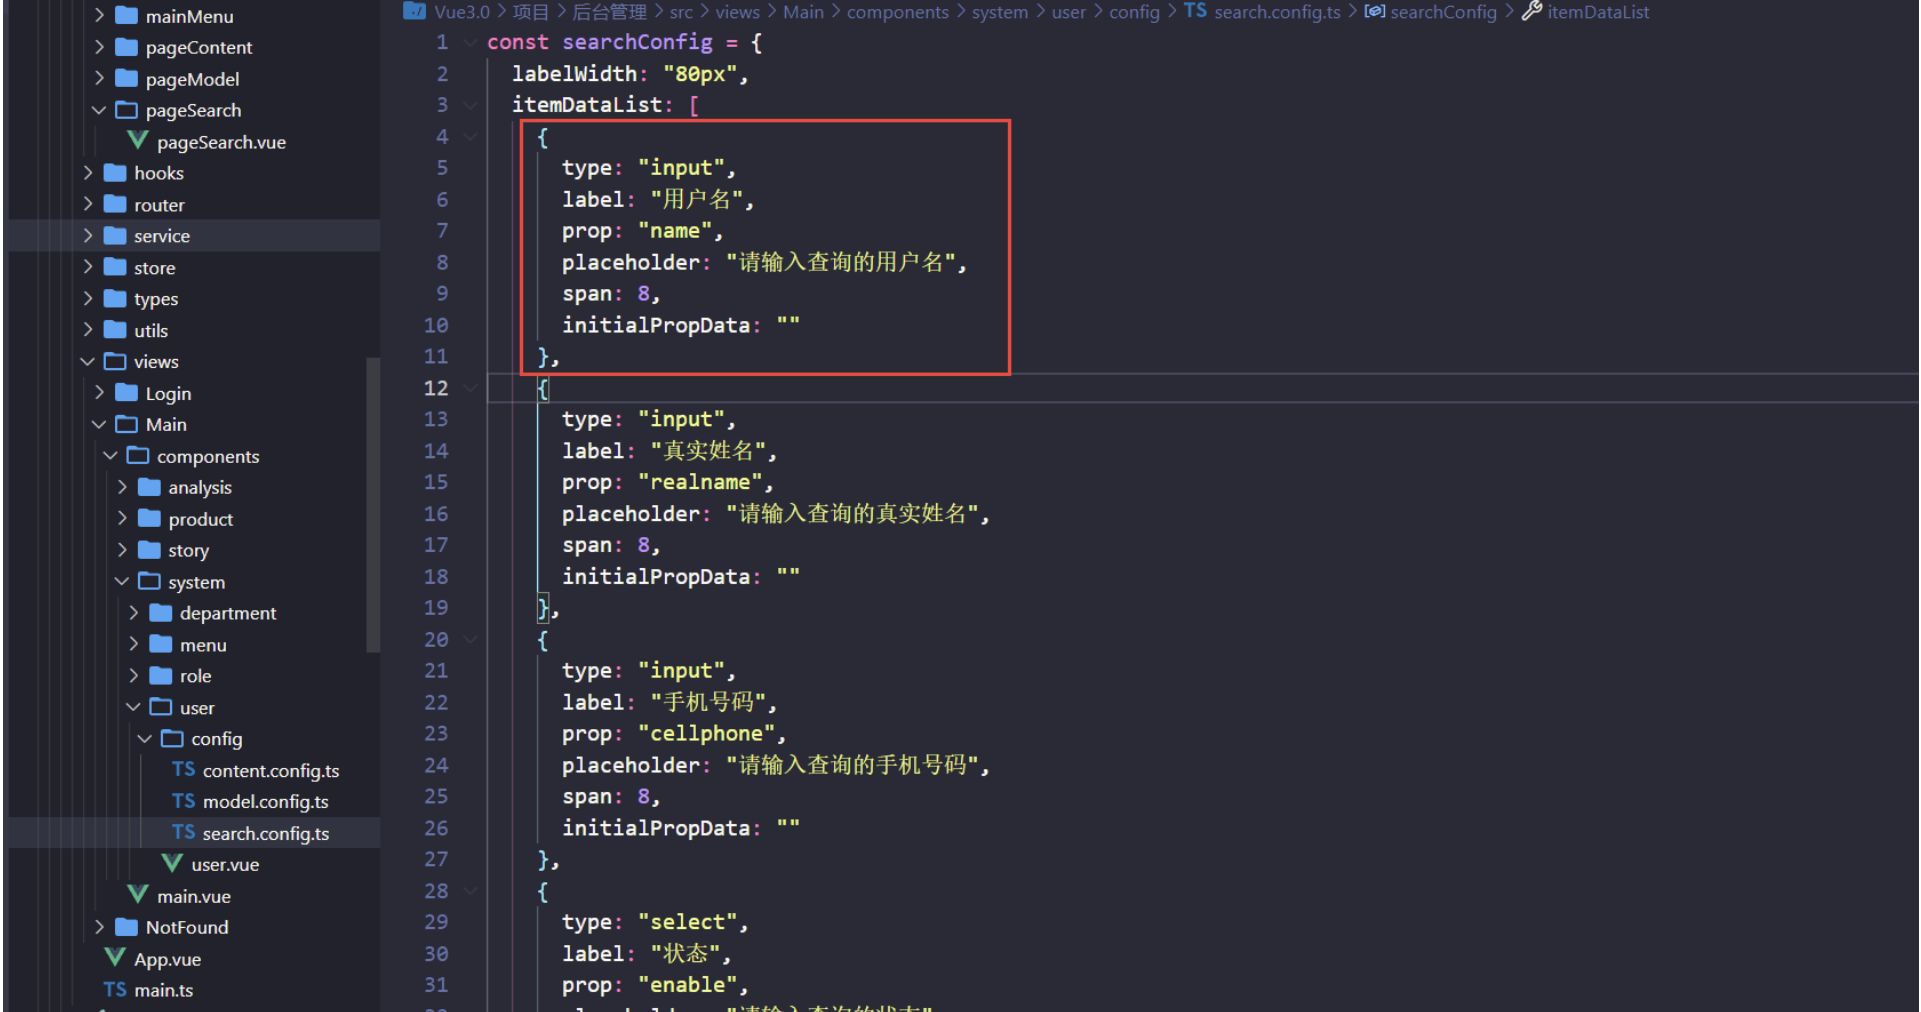 mainMenu
pageContent
pageModel
pageSearch
pageSearch.vue
hooks
router
service
store
types
utils
views
Login
Main
components
analysis
product
story
system
department
menu
role
user
config
TS content.config.ts
TS model.config.ts
TS search.config.ts
user.vue
main.vue
NotFound
App.vue
TS main.ts
Vue3.0 > 项目 > 后台管理 > src > views > Main > components > system > user > config > TS search.config.ts > searchConfig > itemDataList
1 const searchConfig = {
2 labelWidth: "80px",
3 itemDataList: [
4 {
5 type: "input",
6 label: "用户名",
7 prop: "name",
8 placeholder: "请输入查询的用户名",
9 span: 8,
10 initialPropData: ""
11 },
12 {
13 type: "input",
14 label: "真实姓名",
15 prop: "realname",
16 placeholder: "请输入查询的真实姓名",
17 span: 8,
18 initialPropData: ""
19 },
20 {
21 type: "input",
22 label: "手机号码",
23 prop: "cellphone",
24 placeholder: "请输入查询的手机号码",
25 span: 8,
26 initialPropData: ""
27 },
28 {
29 type: "select",
30 label: "状态",
31 prop: "enable",